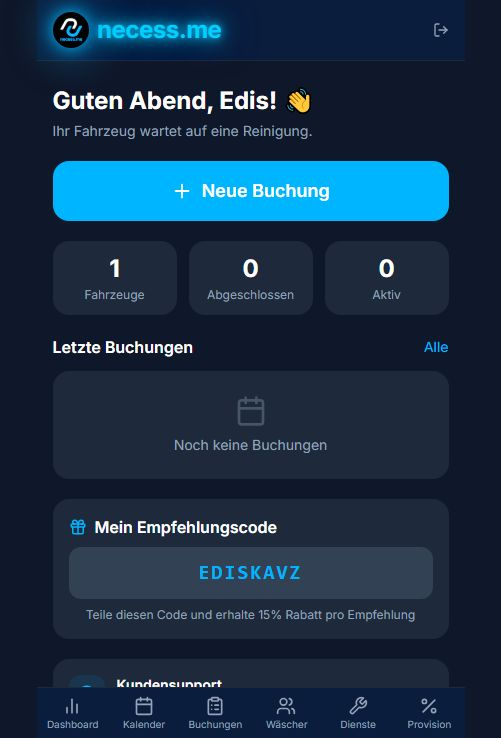 necess.me
necess.me
Guten Abend, Edis! 👋
Ihr Fahrzeug wartet auf eine Reinigung.
+ Neue Buchung
1 0 0
Fahrzeuge Abgeschlossen Aktiv
Letzte Buchungen Alle
Noch keine Buchungen
Mein Empfehlungscode
EDISKAVZ
Teile diesen Code und erhalte 15% Rabatt pro Empfehlung
Kundensupport
Dashboard Kalender Buchungen Wäscher Dienste Provision